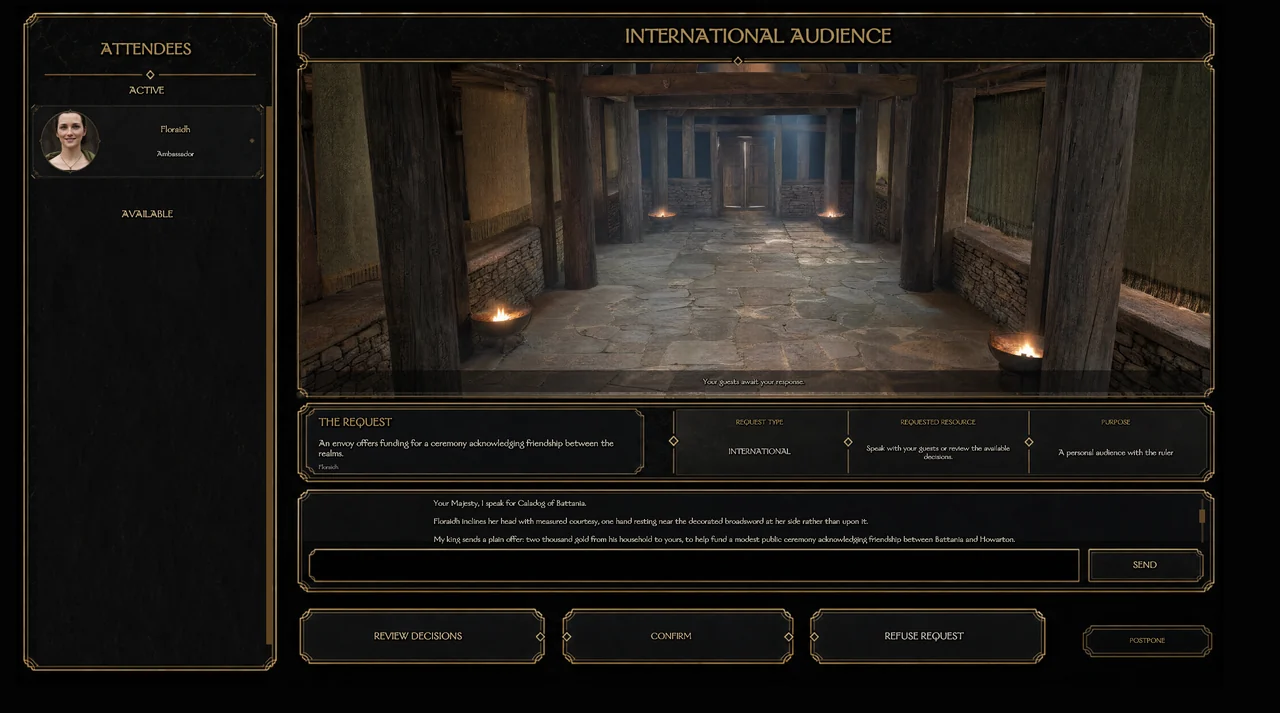 ATTENDEES
ACTIVE
Floraidh
Ambassador
AVAILABLE
INTERNATIONAL AUDIENCE
Your guests await your response.
THE REQUEST
An envoy offers funding for a ceremony acknowledging friendship between the
realms.
Floraidh
REQUEST TYPE
INTERNATIONAL
REQUESTED RESOURCE
Speak with your guests or review the available
decisions.
PURPOSE
A personal audience with the ruler
Your Majesty, I speak for Caladog of Battania.
Floraidh inclines her head with measured courtesy, one hand resting near the decorated broadsword at her side rather than upon it.
My king sends a plain offer: two thousand gold from his household to yours, to help fund a modest public ceremony acknowledging friendship between Battania and Howarton.
SEND
REVIEW DECISIONS
CONFIRM
REFUSE REQUEST
POSTPONE